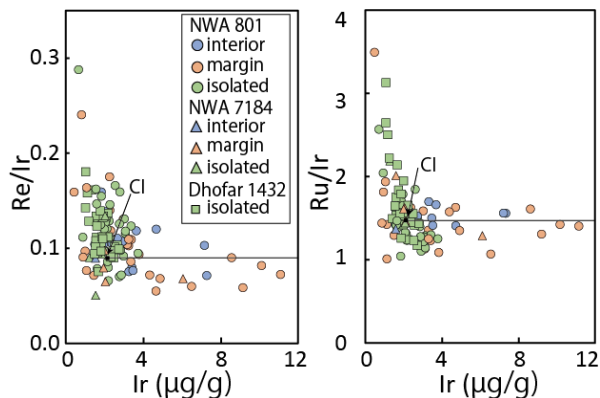 Re/Ir
0.3
0.2
0.1
0.0
0
4
8
12
Ir (μg/g)
NWA 801
interior
margin
isolated
NWA 7184
interior
margin
isolated
Dhofar 1432
isolated
CI
Ru/Ir
4
3
2
1
0
0
4
8
12
Ir (μg/g)
CI